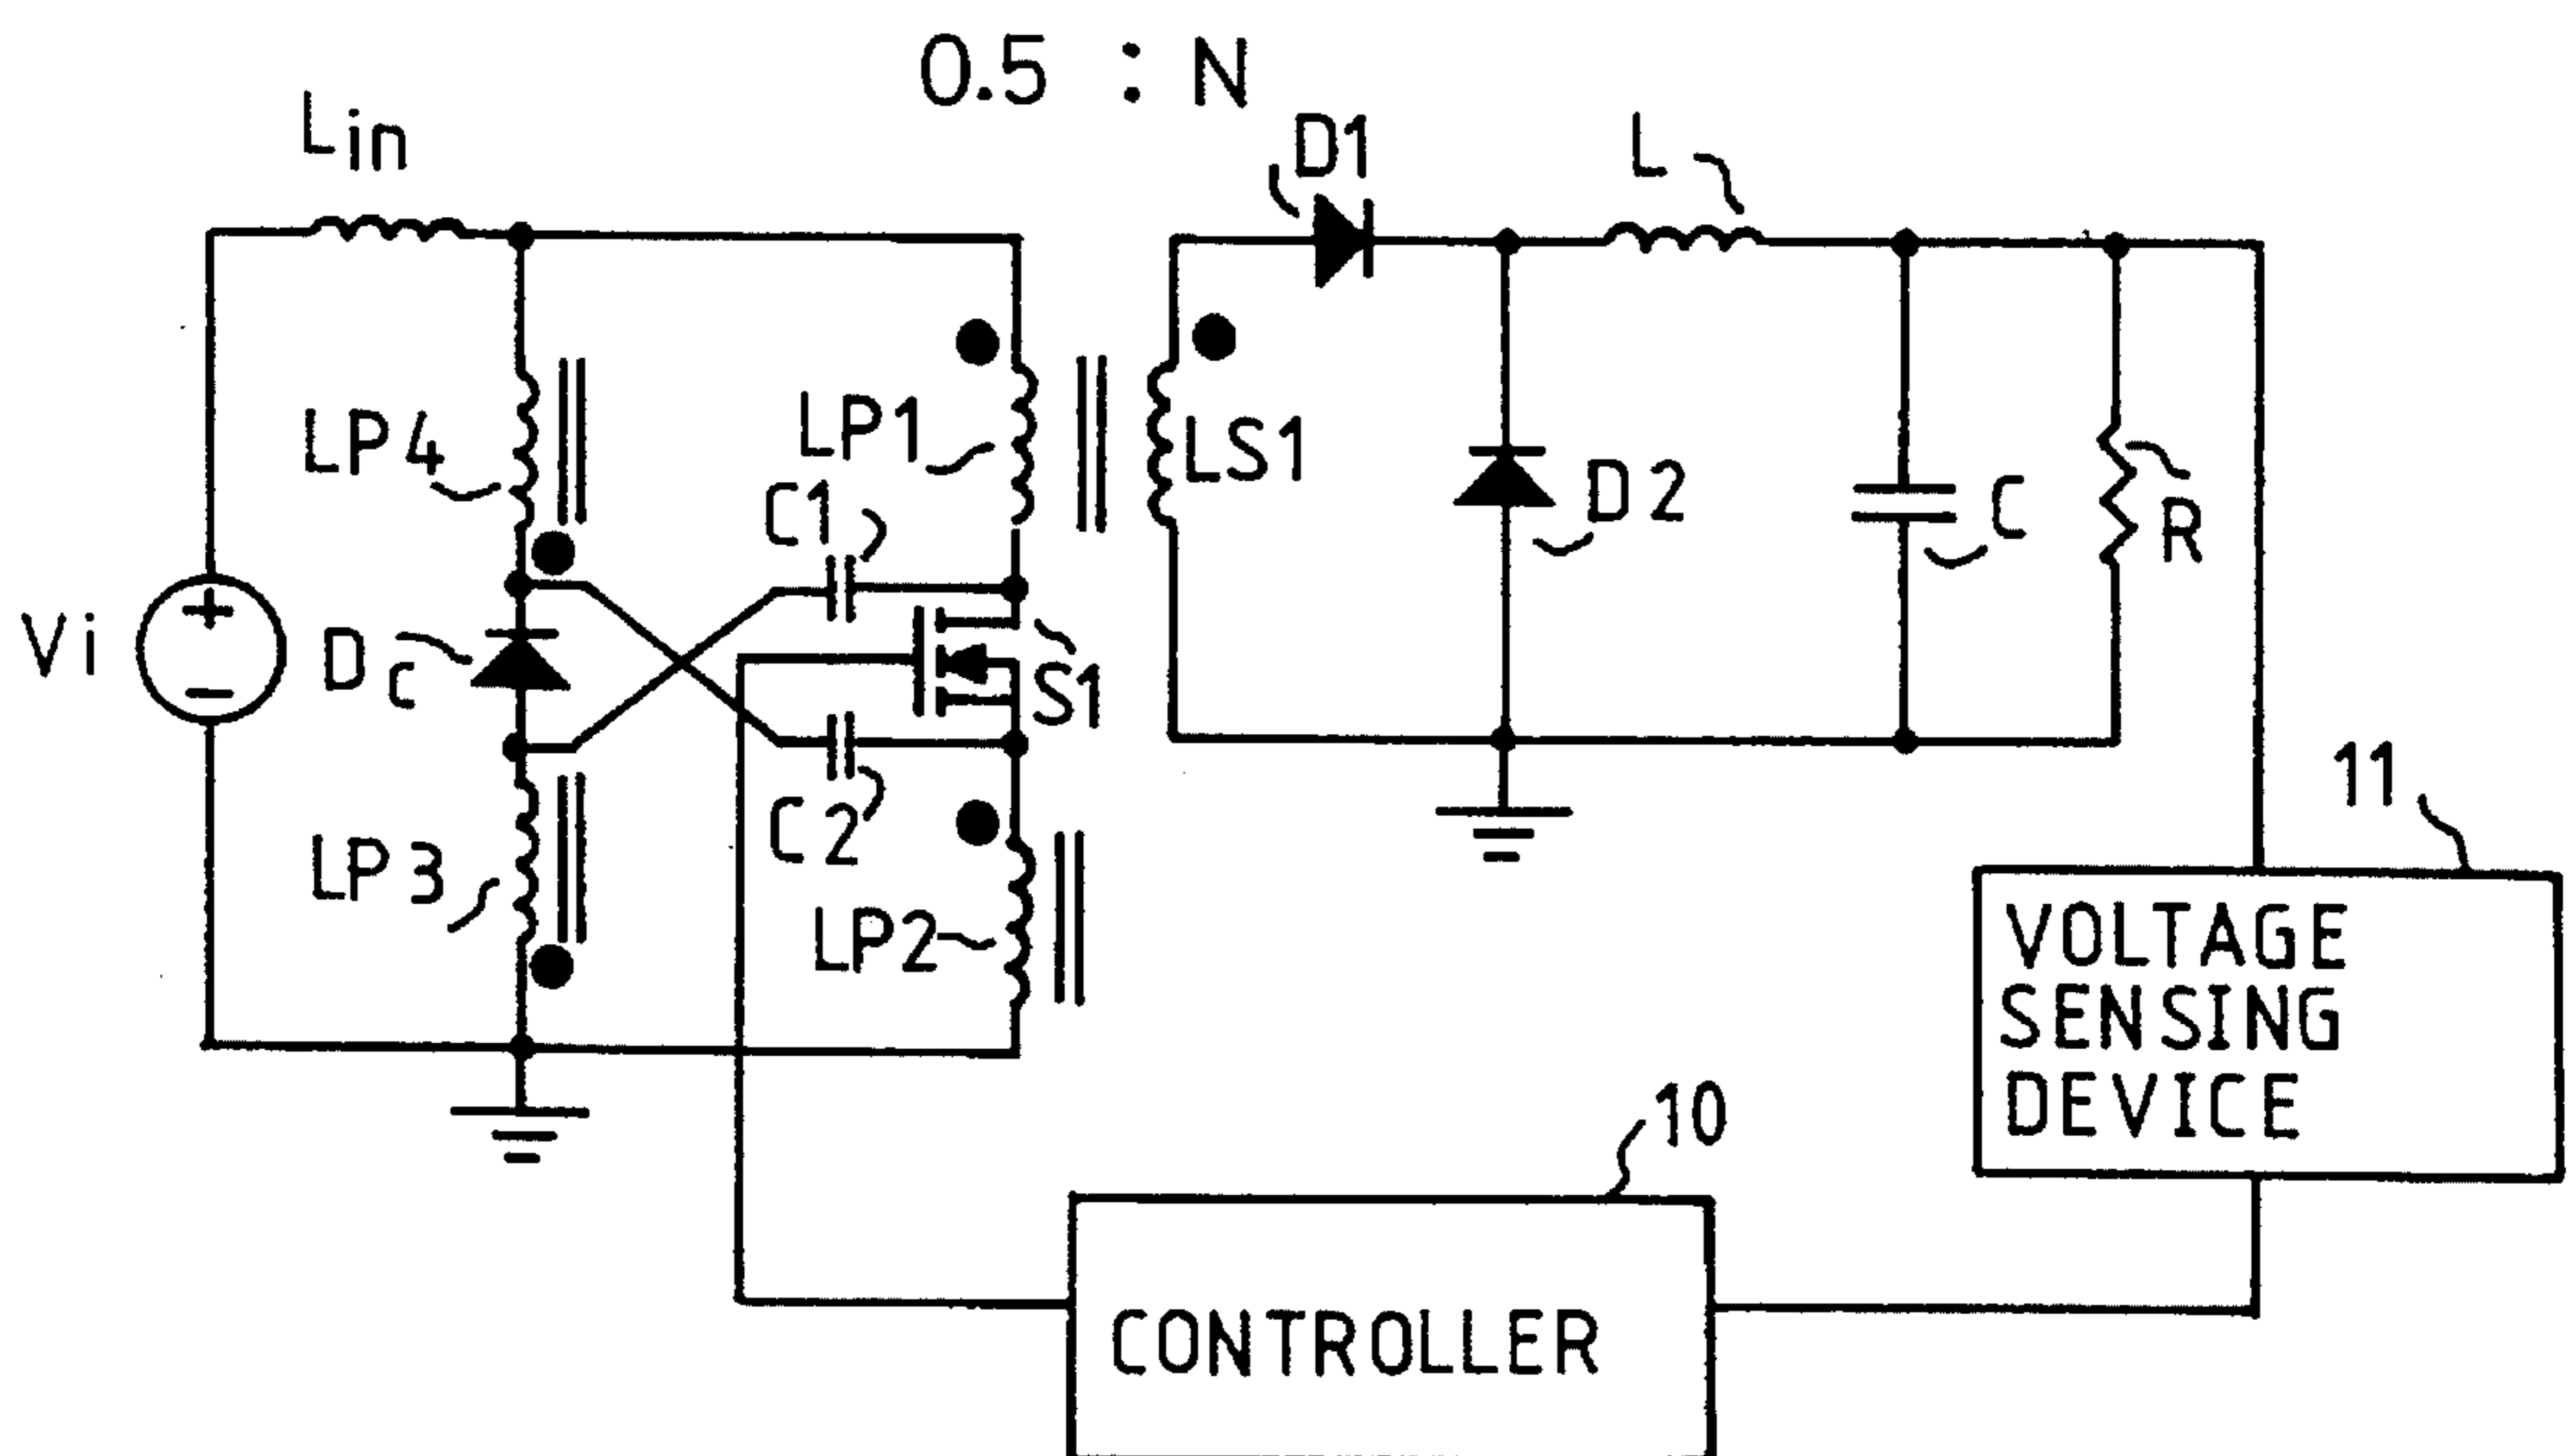 0.5 : N
Lin
D1
L
LP4
LP1
LS1
C1
D2
C
R
Vi
+
−
DC
S1
C2
LP3
LP2
11
VOLTAGE
SENSING
DEVICE
10
CONTROLLER